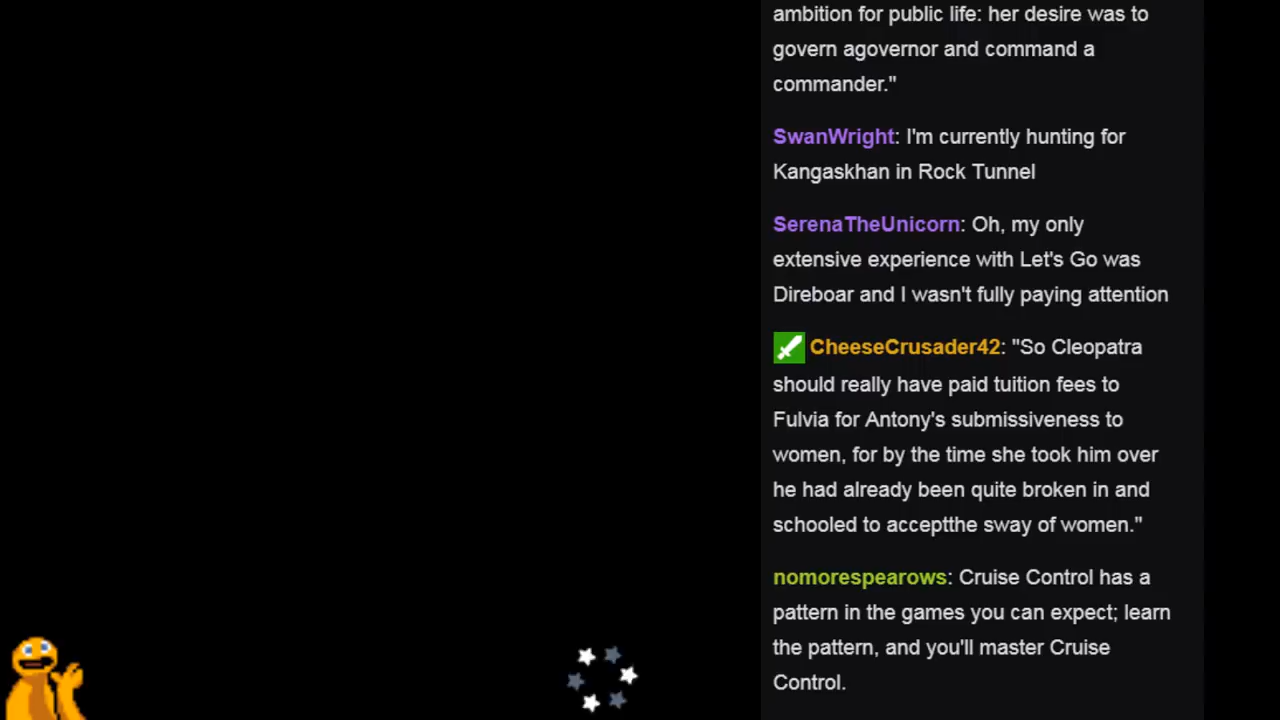 ambition for public life: her desire was to
govern agovernor and command a
commander."
SwanWright: I'm currently hunting for
Kangaskhan in Rock Tunnel
SerenaTheUnicorn: Oh, my only
extensive experience with Let's Go was
Direboar and I wasn't fully paying attention
CheeseCrusader42: "So Cleopatra
should really have paid tuition fees to
Fulvia for Antony's submissiveness to
women, for by the time she took him over
he had already been quite broken in and
schooled to acceptthe sway of women."
nomorespearows: Cruise Control has a
pattern in the games you can expect; learn
the pattern, and you'll master Cruise
Control.